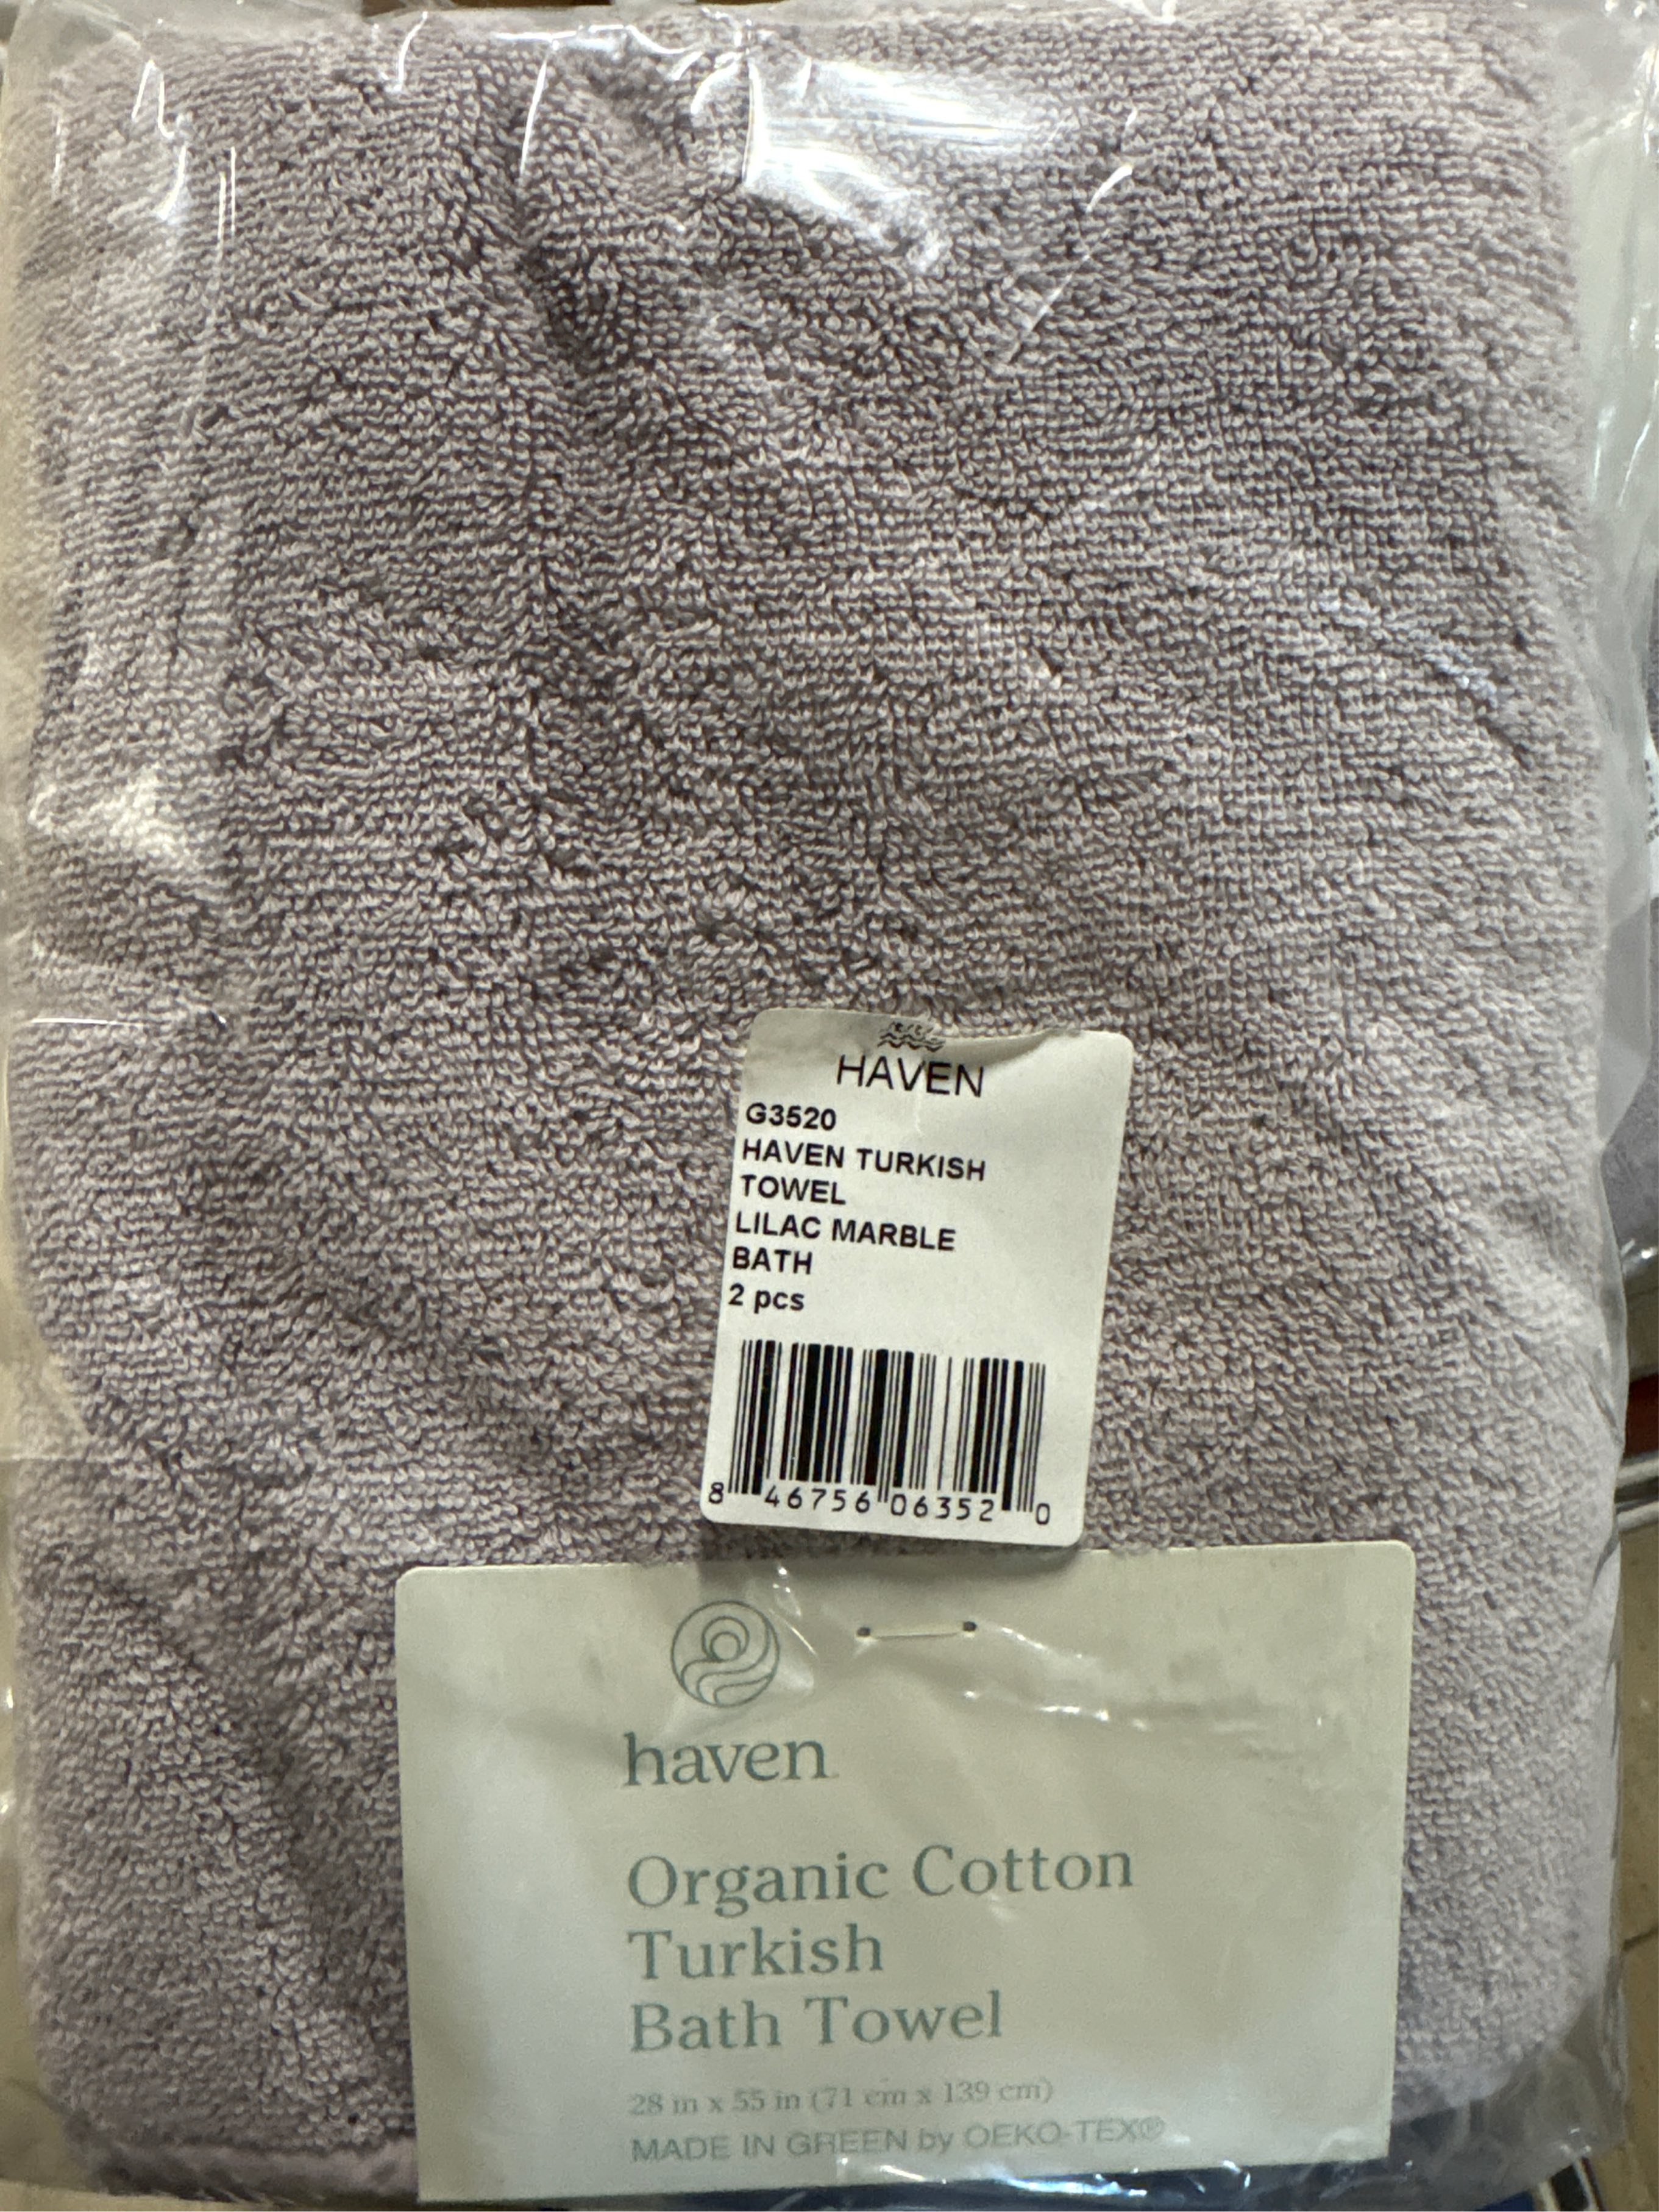 HAVEN
G3520
HAVEN TURKISH
TOWEL
LILAC MARBLE
BATH
2 pcs
8 46756 06352 0
haven
Organic Cotton
Turkish
Bath Towel
28 in x 55 in (71 cm x 139 cm)
MADE IN GREEN by OEKO-TEX®